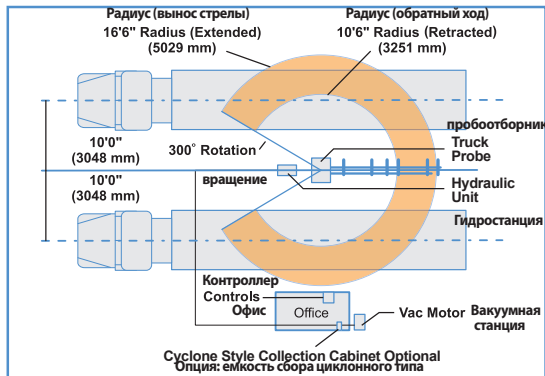 Радиус (вынос стрелы)
16'6" Radius (Extended)
(5029 mm)
Радиус (обратный ход)
10'6" Radius (Retracted)
(3251 mm)
10'0"
(3048 mm)
300° Rotation
вращение
пробоотборник
Truck
Probe
10'0"
(3048 mm)
Hydraulic
Unit
Гидростанция
Контроллер
Controls
Офис
Office
Vac Motor
Вакуумная
станция
Cyclone Style Collection Cabinet Optional
Опция: емкость сбора циклонного типа